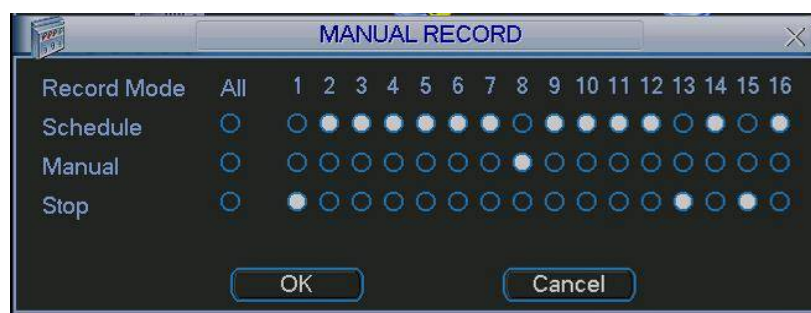 MANUAL RECORD
Record Mode All 1 2 3 4 5 6 7 8 9 10 11 12 13 14 15 16
Schedule
Manual
Stop
OK Cancel